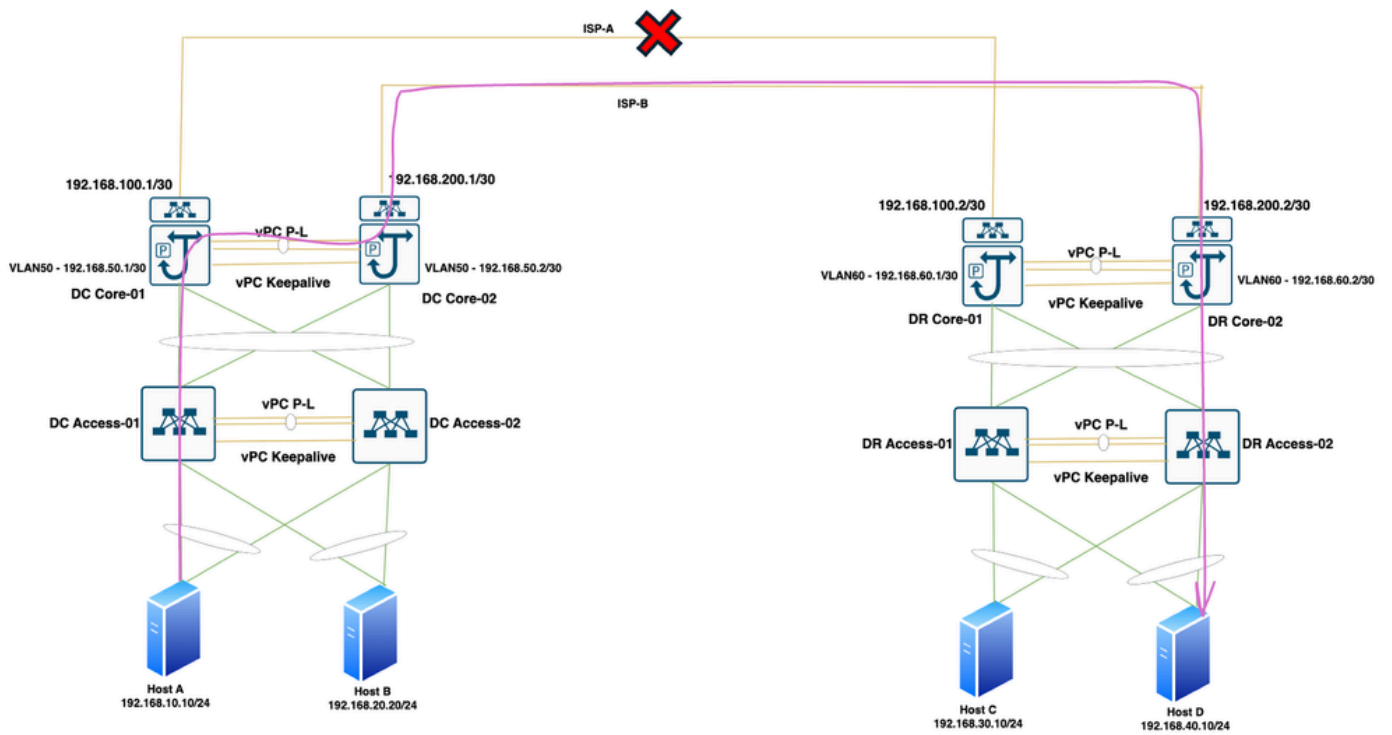 ISP-A
ISP-B
192.168.100.1/30
192.168.200.1/30
192.168.100.2/30
192.168.200.2/30
vPC P-L
vPC P-L
P
P
P
P
VLAN50 - 192.168.50.1/30
VLAN50 - 192.168.50.2/30
VLAN60 - 192.168.60.1/30
VLAN60 - 192.168.60.2/30
vPC Keepalive
vPC Keepalive
DC Core-01
DC Core-02
DR Core-01
DR Core-02
vPC P-L
vPC P-L
DC Access-01
DC Access-02
DR Access-01
DR Access-02
vPC Keepalive
vPC Keepalive
Host A
192.168.10.10/24
Host B
192.168.20.20/24
Host C
192.168.30.10/24
Host D
192.168.40.10/24